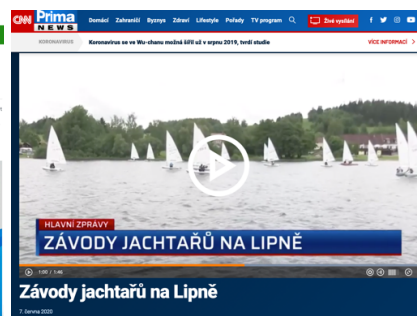 CNN Prima NEWS
Domácí Zahraničí Byznys Zdraví Lifestyle Pořady TV program Živé vysílání
KORONAVIRUS Koronavirus se ve Wu-chanu možná šířil už v srpnu 2019, tvrdí studie VÍCE INFORMACÍ
HLAVNÍ ZPRÁVY
ZÁVODY JACHTAŘŮ NA LIPNĚ
1:00 / 1:46
Závody jachtařů na Lipně
7. června 2020